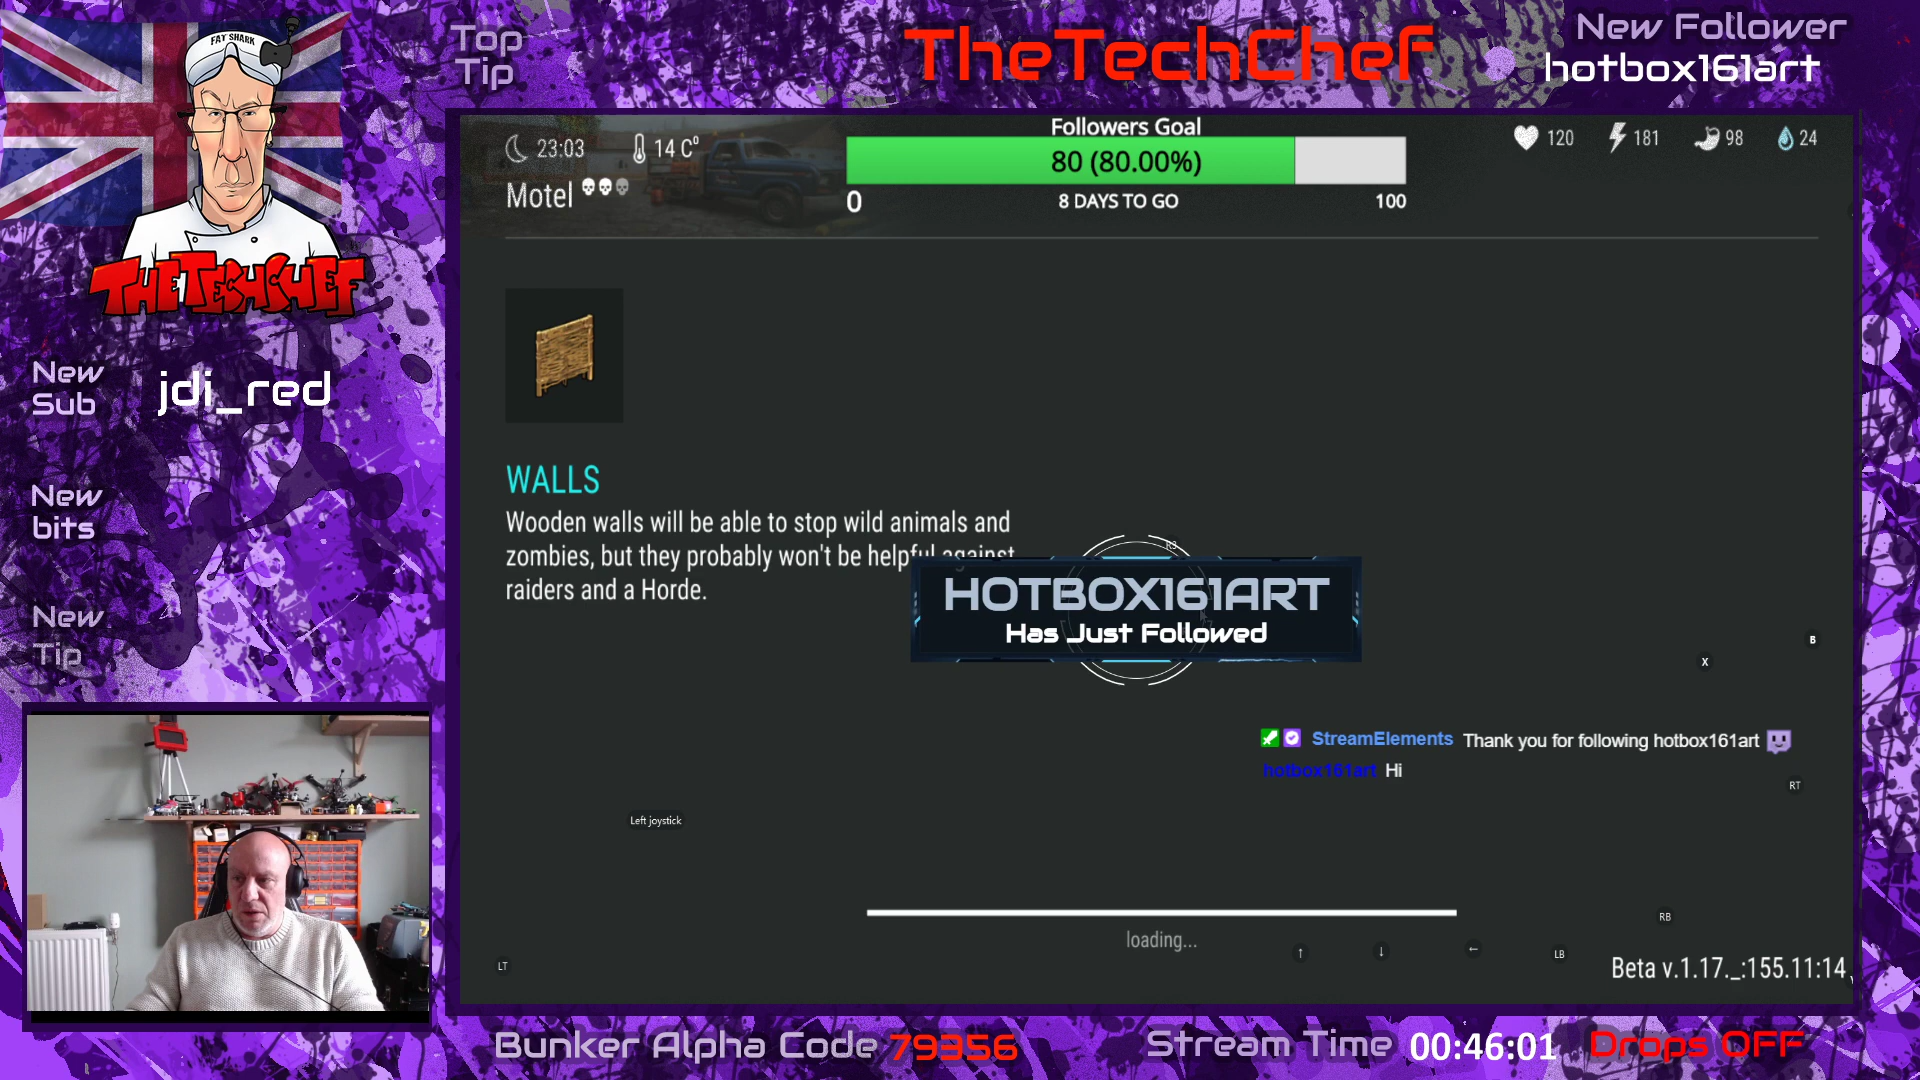 FAT SHARK
THETECHCHEF
Top
Tip
TheTechChef
New Follower
hotbox161art
23:03
14 C°
Motel
Followers Goal
80 (80.00%)
0
8 DAYS TO GO
100
120
181
98
24
New
Sub
jdi_red
New
bits
New
Tip
WALLS
Wooden walls will be able to stop wild animals and
zombies, but they probably won't be helpful against
raiders and a Horde.
R3
HOTBOX161ART
Has Just Followed
B
X
StreamElements Thank you for following hotbox161art
hotbox161art Hi
RT
Left joystick
RB
loading...
↑
↓
←
LB
LT
Beta v.1.17._:155.11:14
Bunker Alpha Code 79356
Stream Time 00:46:01
Drops OFF